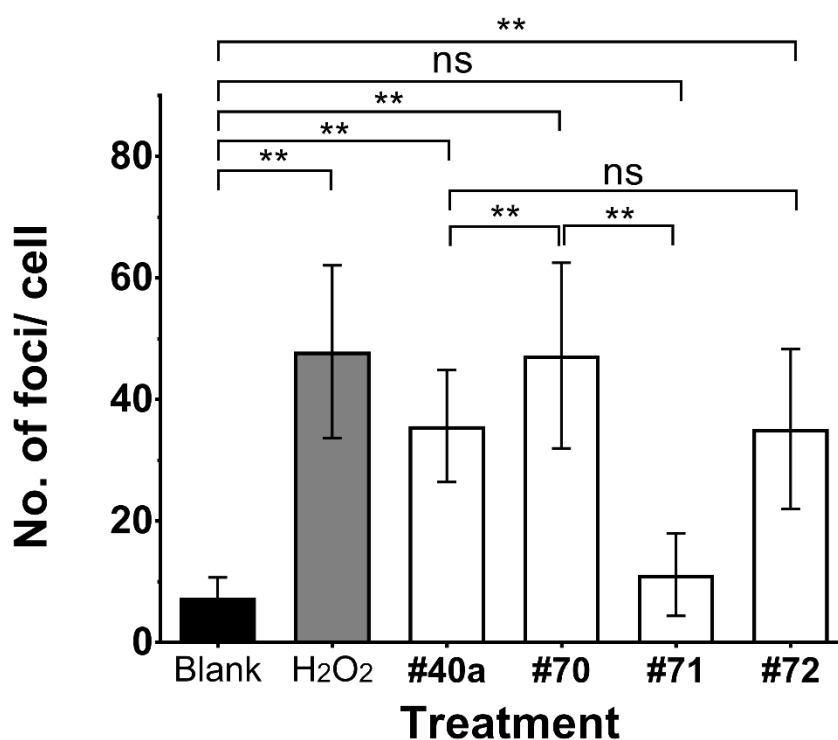 **
ns
**
**
**
ns
**
**
80
60
40
20
0
No. of foci/ cell
Blank H₂O₂ #40a #70 #71 #72
Treatment